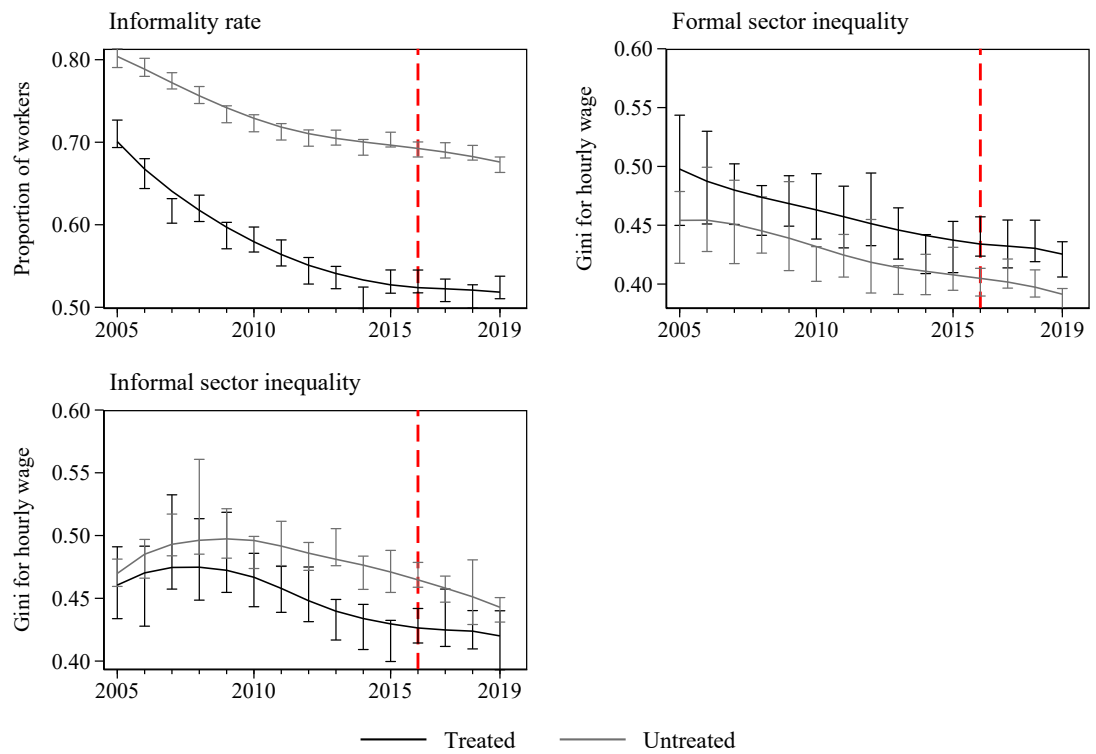 Informality rate
Proportion of workers
0.80
0.70
0.60
0.50
2005 2010 2015 2019
Formal sector inequality
Gini for hourly wage
0.60
0.55
0.50
0.45
0.40
2005 2010 2015 2019
Informal sector inequality
Gini for hourly wage
0.60
0.55
0.50
0.45
0.40
2005 2010 2015 2019
Treated Untreated